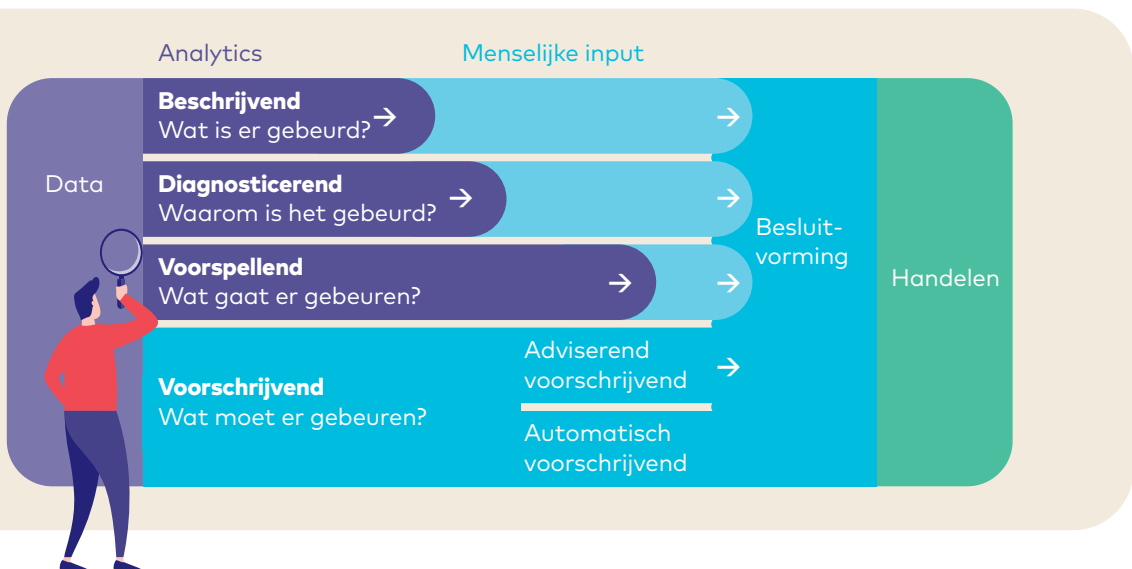 Analytics
Menselijke input
Data
Beschrijvend
Wat is er gebeurd?
Diagnosticerend
Waarom is het gebeurd?
Voorspellend
Wat gaat er gebeuren?
Voorschrijvend
Wat moet er gebeuren?
Adviserend
voorschrijvend
Automatisch
voorschrijvend
Besluit-
vorming
Handelen